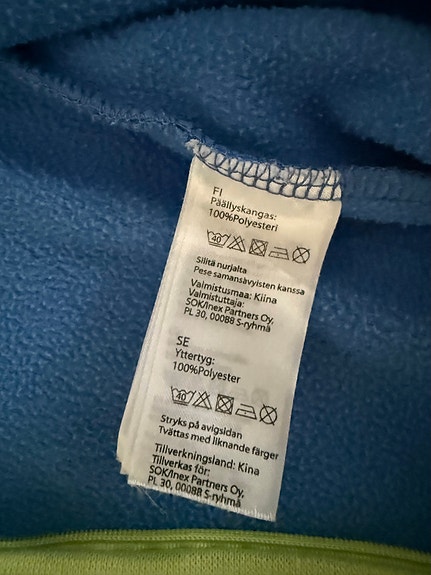 FI
Päällyskangas:
100%Polyesteri
40
Silitä nurjalta
Pese samansävyisten kanssa
Valmistusmaa: Kiina
Valmistuttaja:
SOK/Inex Partners Oy,
PL 30, 00088 S-ryhmä
SE
Yttertyg:
100%Polyester
40
Stryks på avigsidan
Tvättas med liknande färger
Tillverkningsland: Kina
Tillverkas för:
SOK/Inex Partners Oy,
PL 30, 00088 S-ryhmä